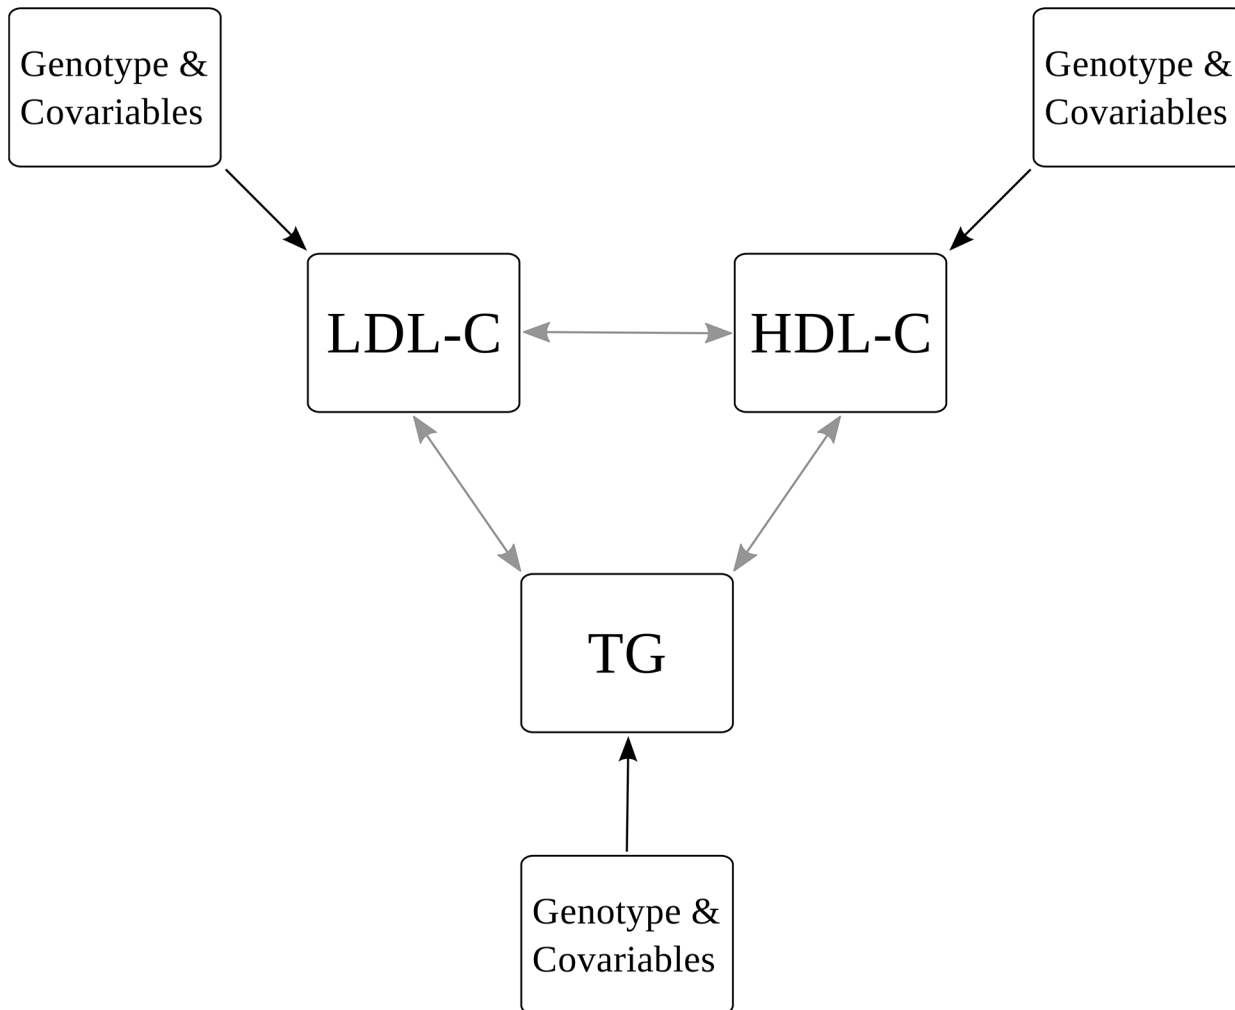 Genotype &
Covariables
Genotype &
Covariables
LDL-C
HDL-C
TG
Genotype &
Covariables